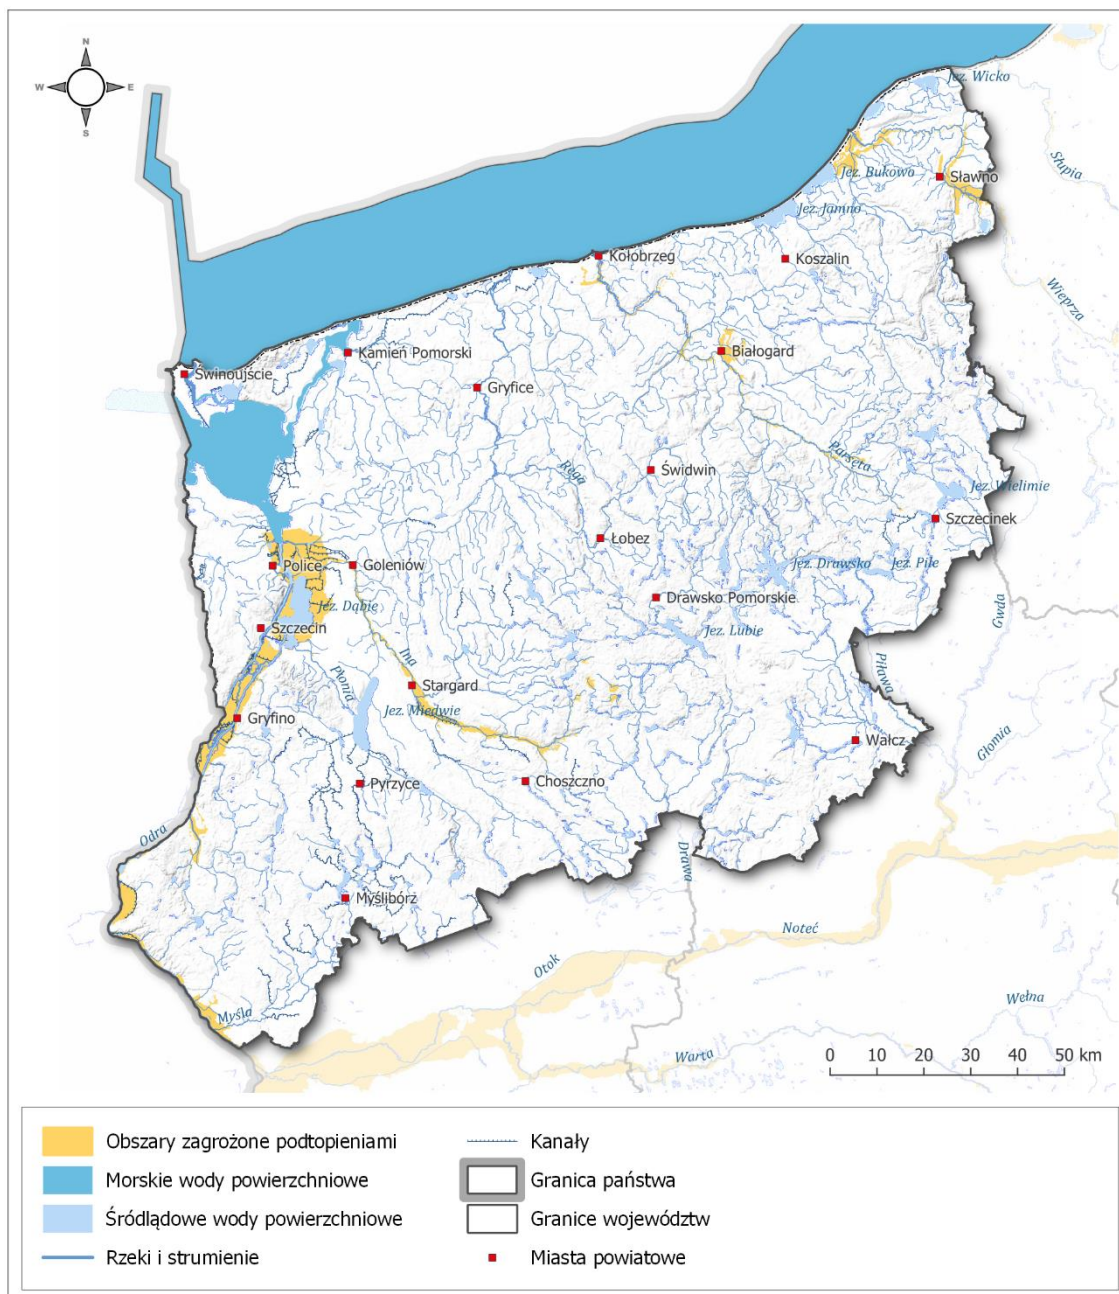 N
W
E
S
Jez. Wicko
Słupia
Jez. Bukowo
Sławno
Jez. Jamno
Kołobrzeg
Koszalin
Wieprza
Kamień Pomorski
Białogard
Świnoujście
Gryfice
Parsęta
Rega
Świdwin
Jez. Wielimie
Szczecinek
Łobez
Police
Goleniów
Jez. Drawsko
Jez. Pile
Jez. Dąbie
Drawsko Pomorskie
Gwda
Szczecin
Jez. Lubie
Ina
Płonia
Piława
Stargard
Jez. Miedwie
Gryfino
Wałcz
Głomia
Pyrzyce
Choszczno
Odra
Drawa
Myślibórz
Noteć
Otok
Wełna
Myśla
Warta
0 10 20 30 40 50 km
Obszary zagrożone podtopieniami
Kanały
Morskie wody powierzchniowe
Granica państwa
Śródlądowe wody powierzchniowe
Granice województw
Rzeki i strumienie
Miasta powiatowe